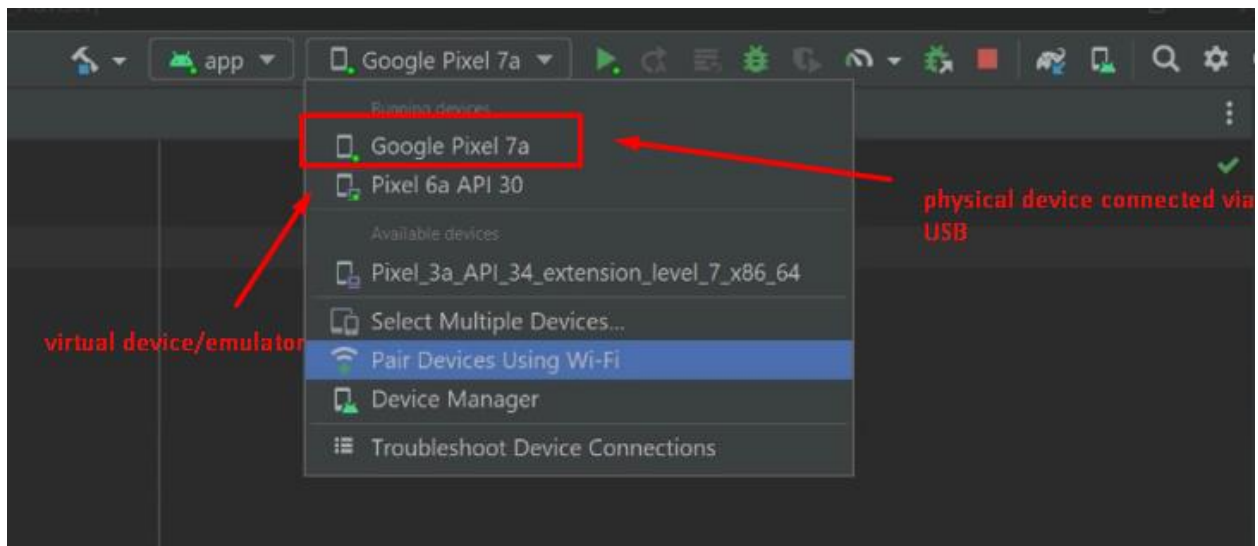 app
Google Pixel 7a
Running devices
Google Pixel 7a
Pixel 6a API 30
Available devices
Pixel_3a_API_34_extension_level_7_x86_64
Select Multiple Devices...
Pair Devices Using Wi-Fi
Device Manager
Troubleshoot Device Connections
physical device connected via
USB
virtual device/emulator